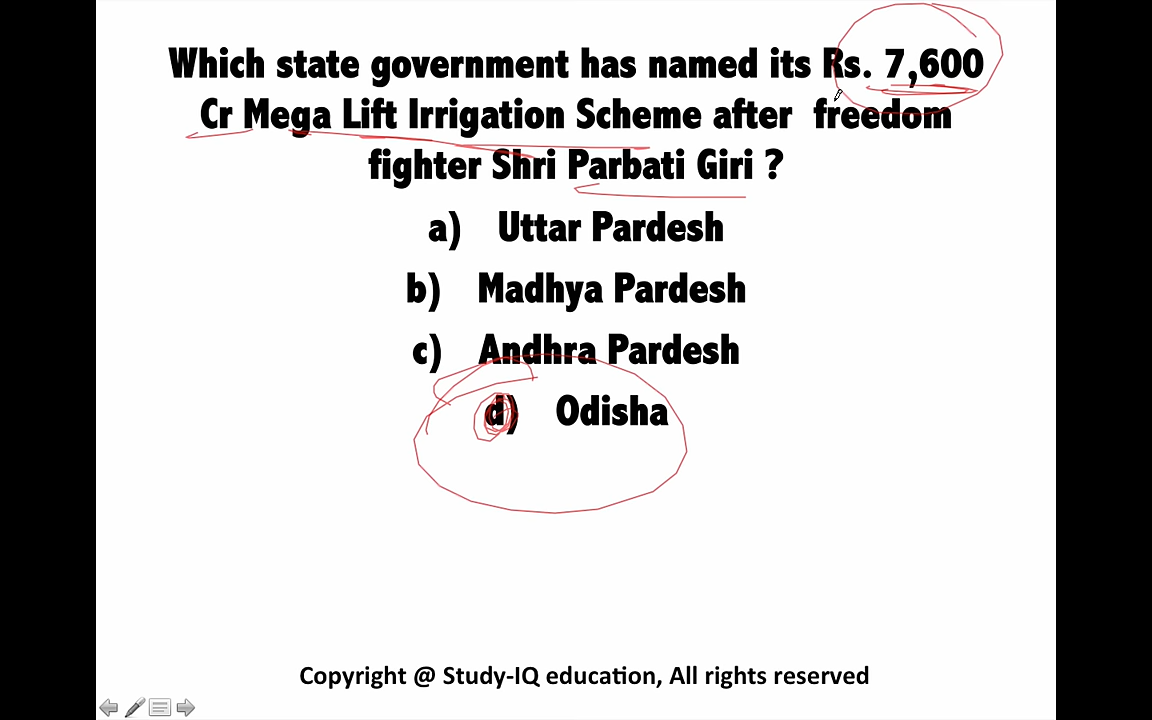 Which state government has named its Rs. 7,600
Cr Mega Lift Irrigation Scheme after freedom
fighter Shri Parbati Giri ?
a) Uttar Pardesh
b) Madhya Pardesh
c) Andhra Pardesh
d) Odisha
Copyright @ Study-IQ education, All rights reserved